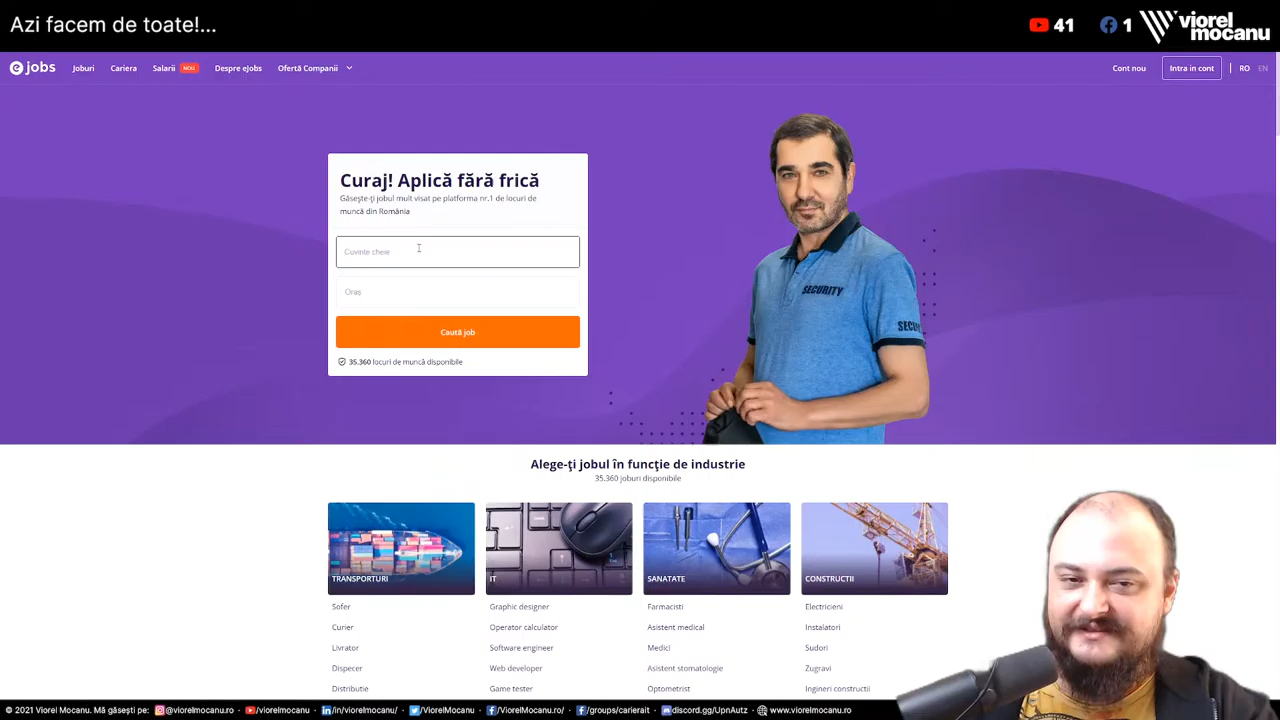 Azi facem de toate!...
41
1
viorel
mocanu
ejobs
Joburi
Cariera
Salarii
NOU
Despre eJobs
Ofertă Companii
Cont nou
Intra in cont
RO
EN
Curaj! Aplică fără frică
Găsește-ți jobul mult visat pe platforma nr.1 de locuri de
muncă din România
Cuvinte cheie
Oraș
Caută job
35.360 locuri de muncă disponibile
SECURITY
Alege-ți jobul în funcție de industrie
35.360 joburi disponibile
TRANSPORTURI
IT
SANATATE
CONSTRUCTII
Sofer
Graphic designer
Farmacisti
Electricieni
Curier
Operator calculator
Asistent medical
Instalatori
Livrator
Software engineer
Medici
Sudori
Dispecer
Web developer
Asistent stomatologie
Zugravi
Distributie
Game tester
Optometrist
Ingineri constructii
© 2021 Viorel Mocanu. Mă găsești pe:
@viorelmocanu.ro
/viorelmocanu
/in/viorelmocanu/
/ViorelMocanu
/ViorelMocanu.ro/
/groups/carierait
discord.gg/UpnAutz
www.viorelmocanu.ro